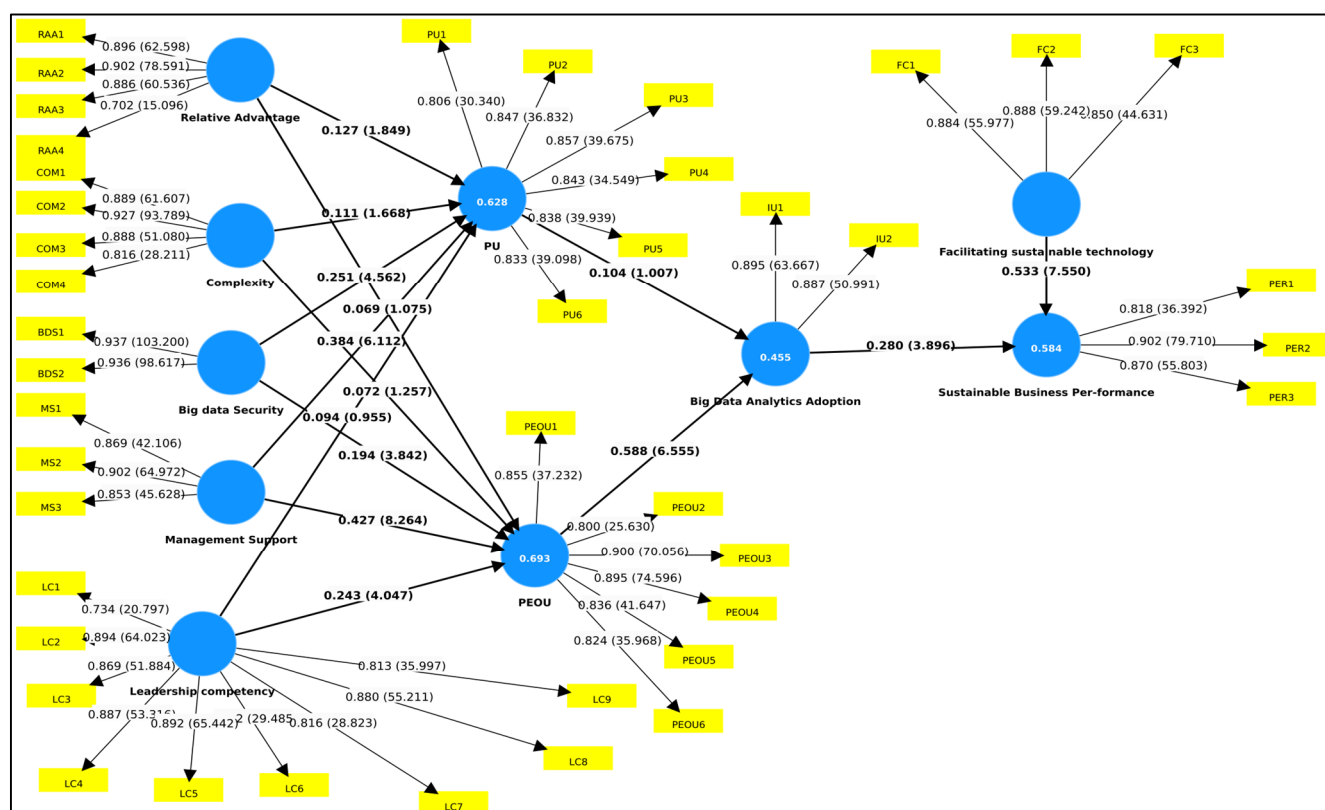 RAA1
0.896 (62.598)
RAA2
0.902 (78.591)
RAA3
0.886 (60.536)
0.702 (15.096)
RAA4
Relative Advantage
COM1
0.889 (61.607)
COM2
0.927 (93.789)
COM3
0.888 (51.080)
COM4
0.816 (28.211)
Complexity
BDS1
0.937 (103.200)
BDS2
0.936 (98.617)
Big data Security
MS1
0.869 (42.106)
MS2
0.902 (64.972)
MS3
0.853 (45.628)
Management Support
LC1
0.734 (20.797)
LC2
0.894 (64.023)
LC3
0.869 (51.884)
Leadership competency
LC4
0.887
LC5
0.892 (65.442)
LC6
(29.485
LC7
0.816 (28.823)
LC8
0.880 (55.211)
LC9
0.813 (35.997)
0.127 (1.849)
0.111 (1.668)
0.251 (4.562)
0.069 (1.075)
0.384 (6.112)
0.072 (1.257)
0.094 (0.955)
0.194 (3.842)
0.427 (8.264)
0.243 (4.047)
PU1
0.806 (30.340)
PU2
0.847 (36.832)
PU3
0.857 (39.675)
PU4
0.843 (34.549)
PU5
0.838 (39.939)
PU6
0.833 (39.098)
0.628
PU
0.104 (1.007)
PEOU1
0.855 (37.232)
PEOU2
0.800 (25.630)
PEOU3
0.900 (70.056)
PEOU4
0.895 (74.596)
PEOU5
0.836 (41.647)
PEOU6
0.824 (35.968)
0.693
PEOU
0.588 (6.555)
IU1
0.895 (63.667)
IU2
0.887 (50.991)
0.455
Big Data Analytics Adoption
0.280 (3.896)
FC1
0.884 (55.977)
FC2
0.888 (59.242)
FC3
0.850 (44.631)
Facilitating sustainable technology
0.533 (7.550)
0.584
Sustainable Business Per-formance
PER1
0.818 (36.392)
PER2
0.902 (79.710)
PER3
0.870 (55.803)